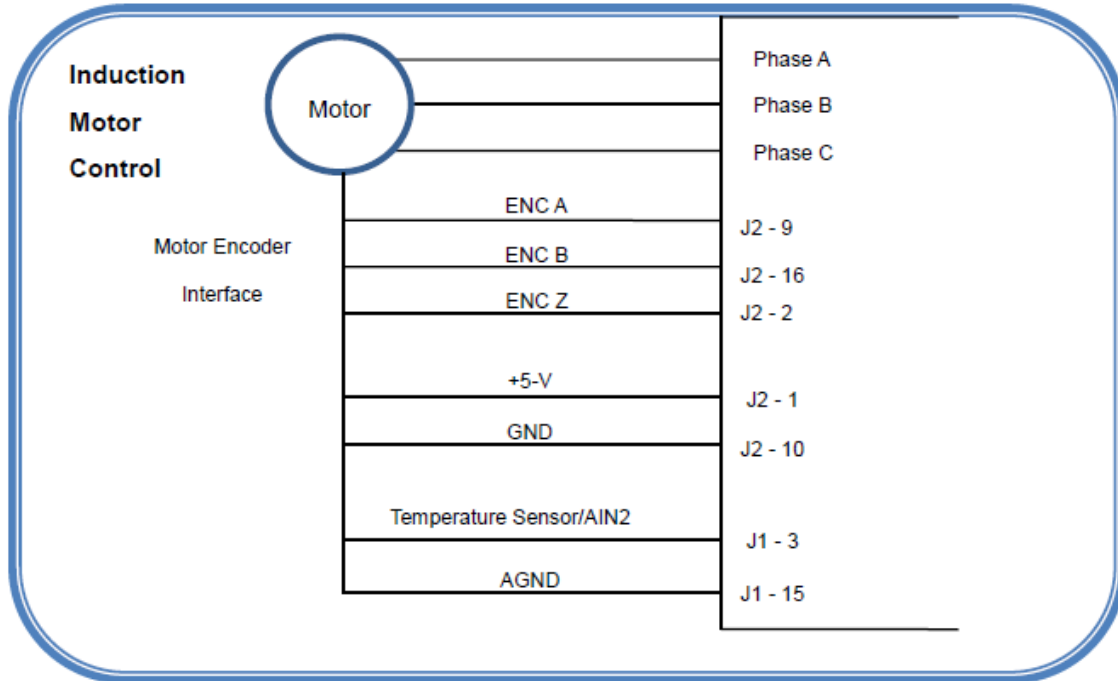 Induction
Motor
Control
Motor
Phase A
Phase B
Phase C
Motor Encoder
Interface
ENC A
J2 - 9
ENC B
J2 - 16
ENC Z
J2 - 2
+5-V
J2 - 1
GND
J2 - 10
Temperature Sensor/AIN2
J1 - 3
AGND
J1 - 15